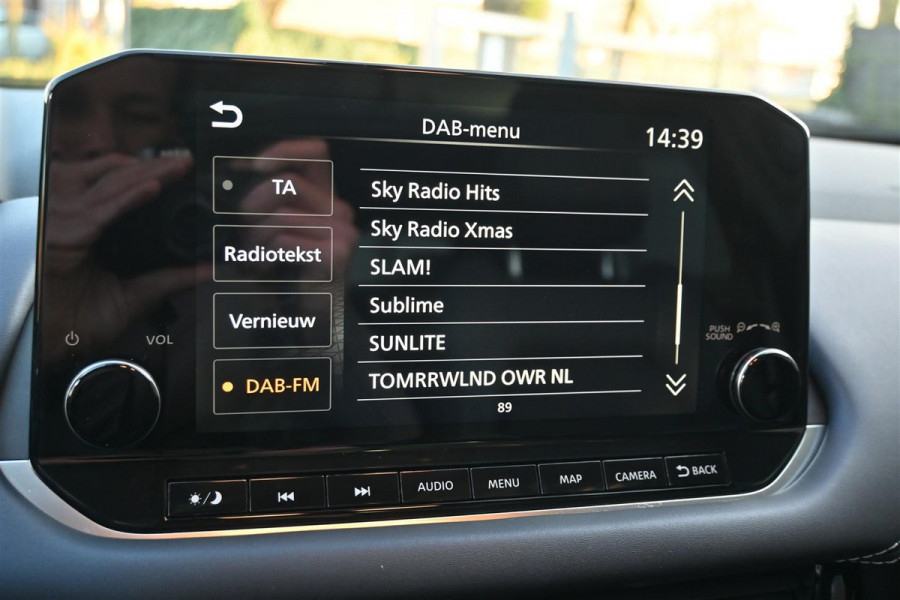 DAB-menu
14:39
TA
Radiotekst
Vernieuw
DAB-FM
Sky Radio Hits
Sky Radio Xmas
SLAM!
Sublime
SUNLITE
TOMRRWLND OWR NL
89
VOL
PUSH
SOUND
AUDIO
MENU
MAP
CAMERA
BACK